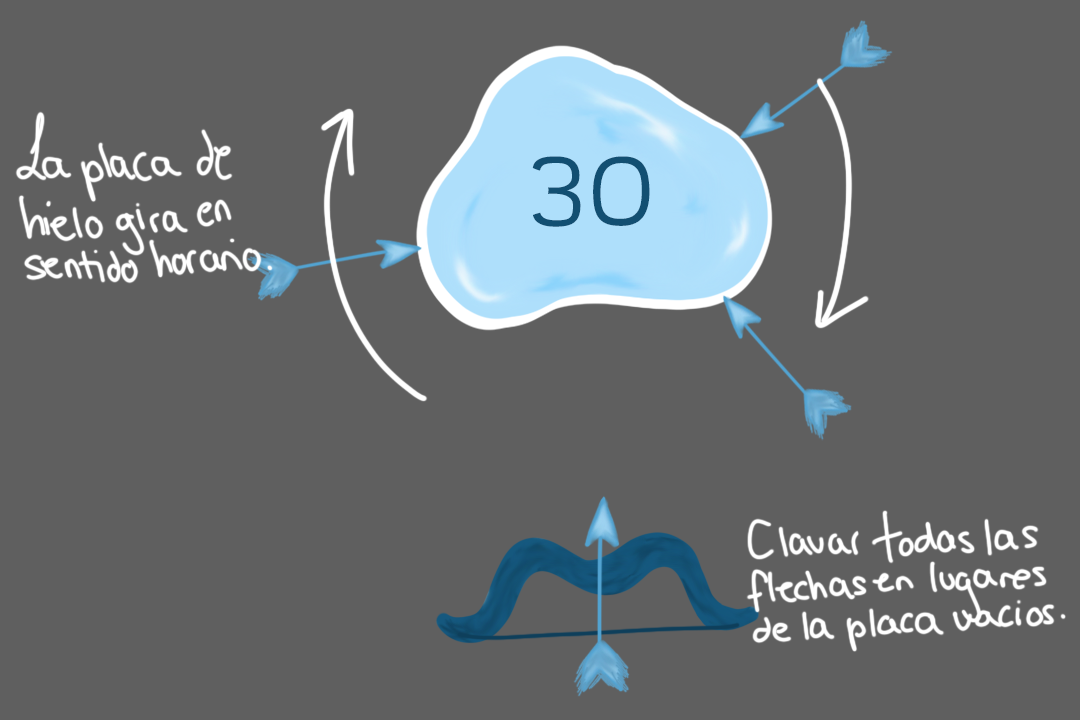 30
La placa de
hielo gira en
sentido horario.
Clavar todas las
flechas en lugares
de la placa vacios.